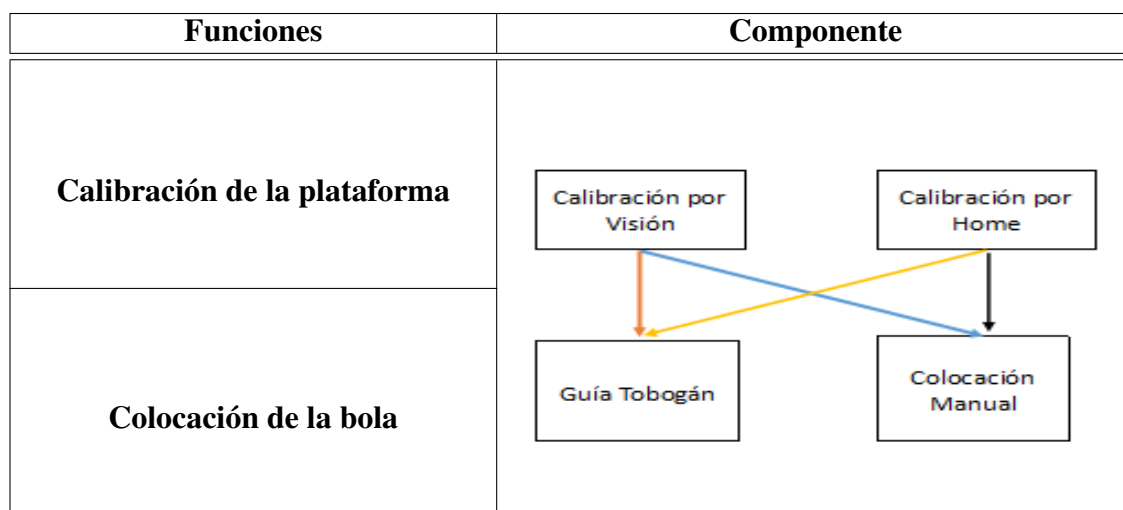 Funciones
Componente
Calibración de la plataforma
Calibración por
Visión
Calibración por
Home
Colocación de la bola
Guía Tobogán
Colocación
Manual